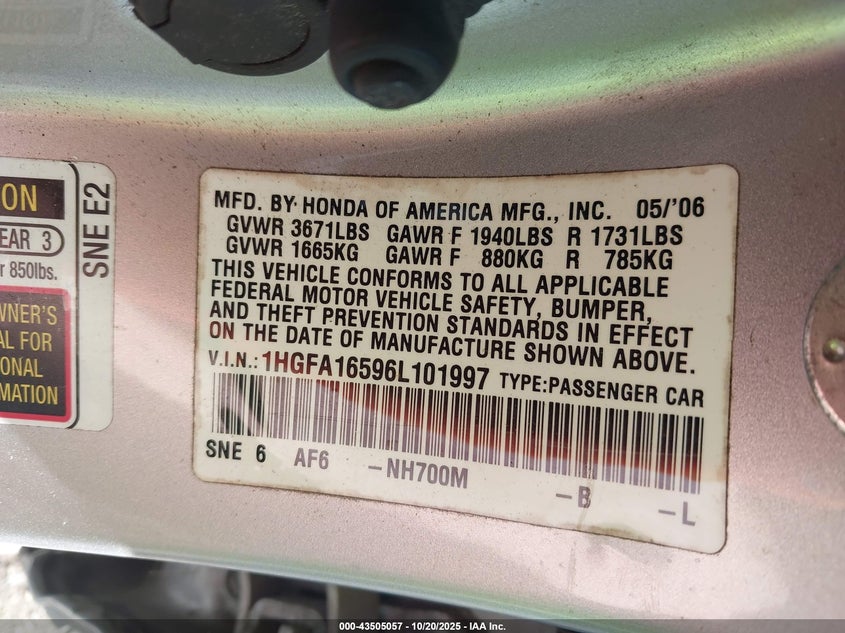 ON
EAR 3
r 850lbs.
WNER'S
AL FOR
IONAL
MATION
SNE E2
MFD. BY HONDA OF AMERICA MFG., INC. 05/'06
GVWR 3671LBS GAWR F 1940LBS R 1731LBS
GVWR 1665KG GAWR F 880KG R 785KG
THIS VEHICLE CONFORMS TO ALL APPLICABLE
FEDERAL MOTOR VEHICLE SAFETY, BUMPER,
AND THEFT PREVENTION STANDARDS IN EFFECT
ON THE DATE OF MANUFACTURE SHOWN ABOVE.
V.I.N.: 1HGFA16596L101997 TYPE:PASSENGER CAR
SNE 6 AF6 -NH700M -B -L
000-43505057 - 10/20/2025 - IAA Inc.